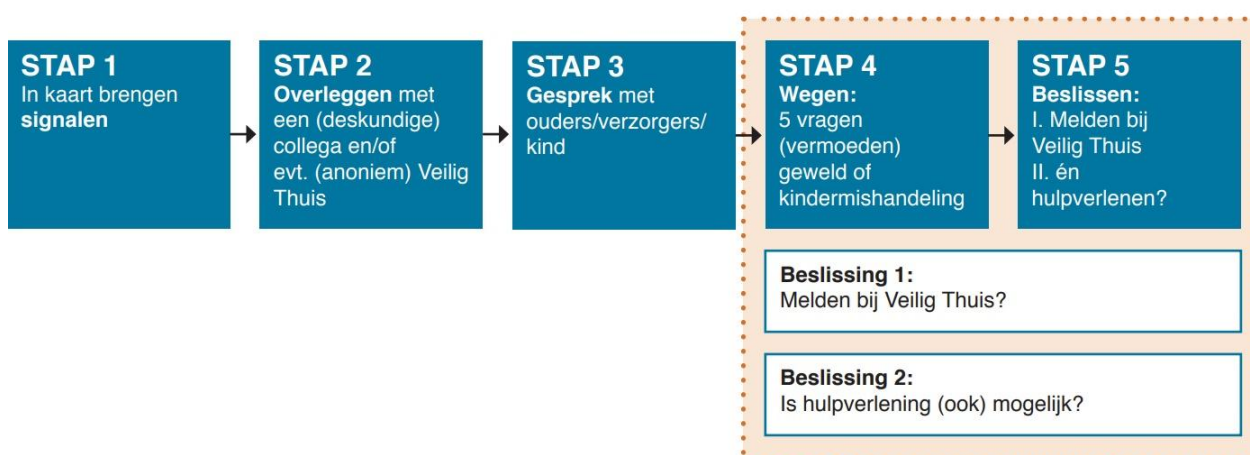 STAP 1
In kaart brengen
signalen
STAP 2
Overleggen met
een (deskundige)
collega en/of
evt. (anoniem) Veilig
Thuis
STAP 3
Gesprek met
ouders/verzorgers/
kind
STAP 4
Wegen:
5 vragen
(vermoeden)
geweld of
kindermishandeling
STAP 5
Beslissen:
I. Melden bij
Veilig Thuis
II. én
hulpverlenen?
Beslissing 1:
Melden bij Veilig Thuis?
Beslissing 2:
Is hulpverlening (ook) mogelijk?